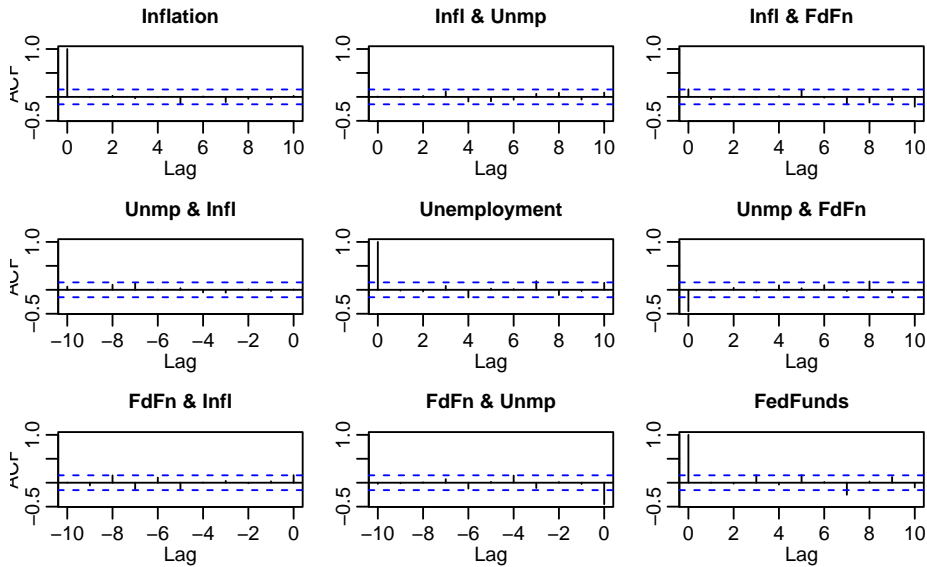 Inflation Infl & Unmp Infl & FdFn
ACF
−0.5 1.0 −0.5 1.0 −0.5 1.0
0 2 4 6 8 10 0 2 4 6 8 10 0 2 4 6 8 10
Lag Lag Lag
Unmp & Infl Unemployment Unmp & FdFn
ACF
−0.5 1.0 −0.5 1.0 −0.5 1.0
−10 −8 −6 −4 −2 0 0 2 4 6 8 10 0 2 4 6 8 10
Lag Lag Lag
FdFn & Infl FdFn & Unmp FedFunds
ACF
−0.5 1.0 −0.5 1.0 −0.5 1.0
−10 −8 −6 −4 −2 0 −10 −8 −6 −4 −2 0 0 2 4 6 8 10
Lag Lag Lag